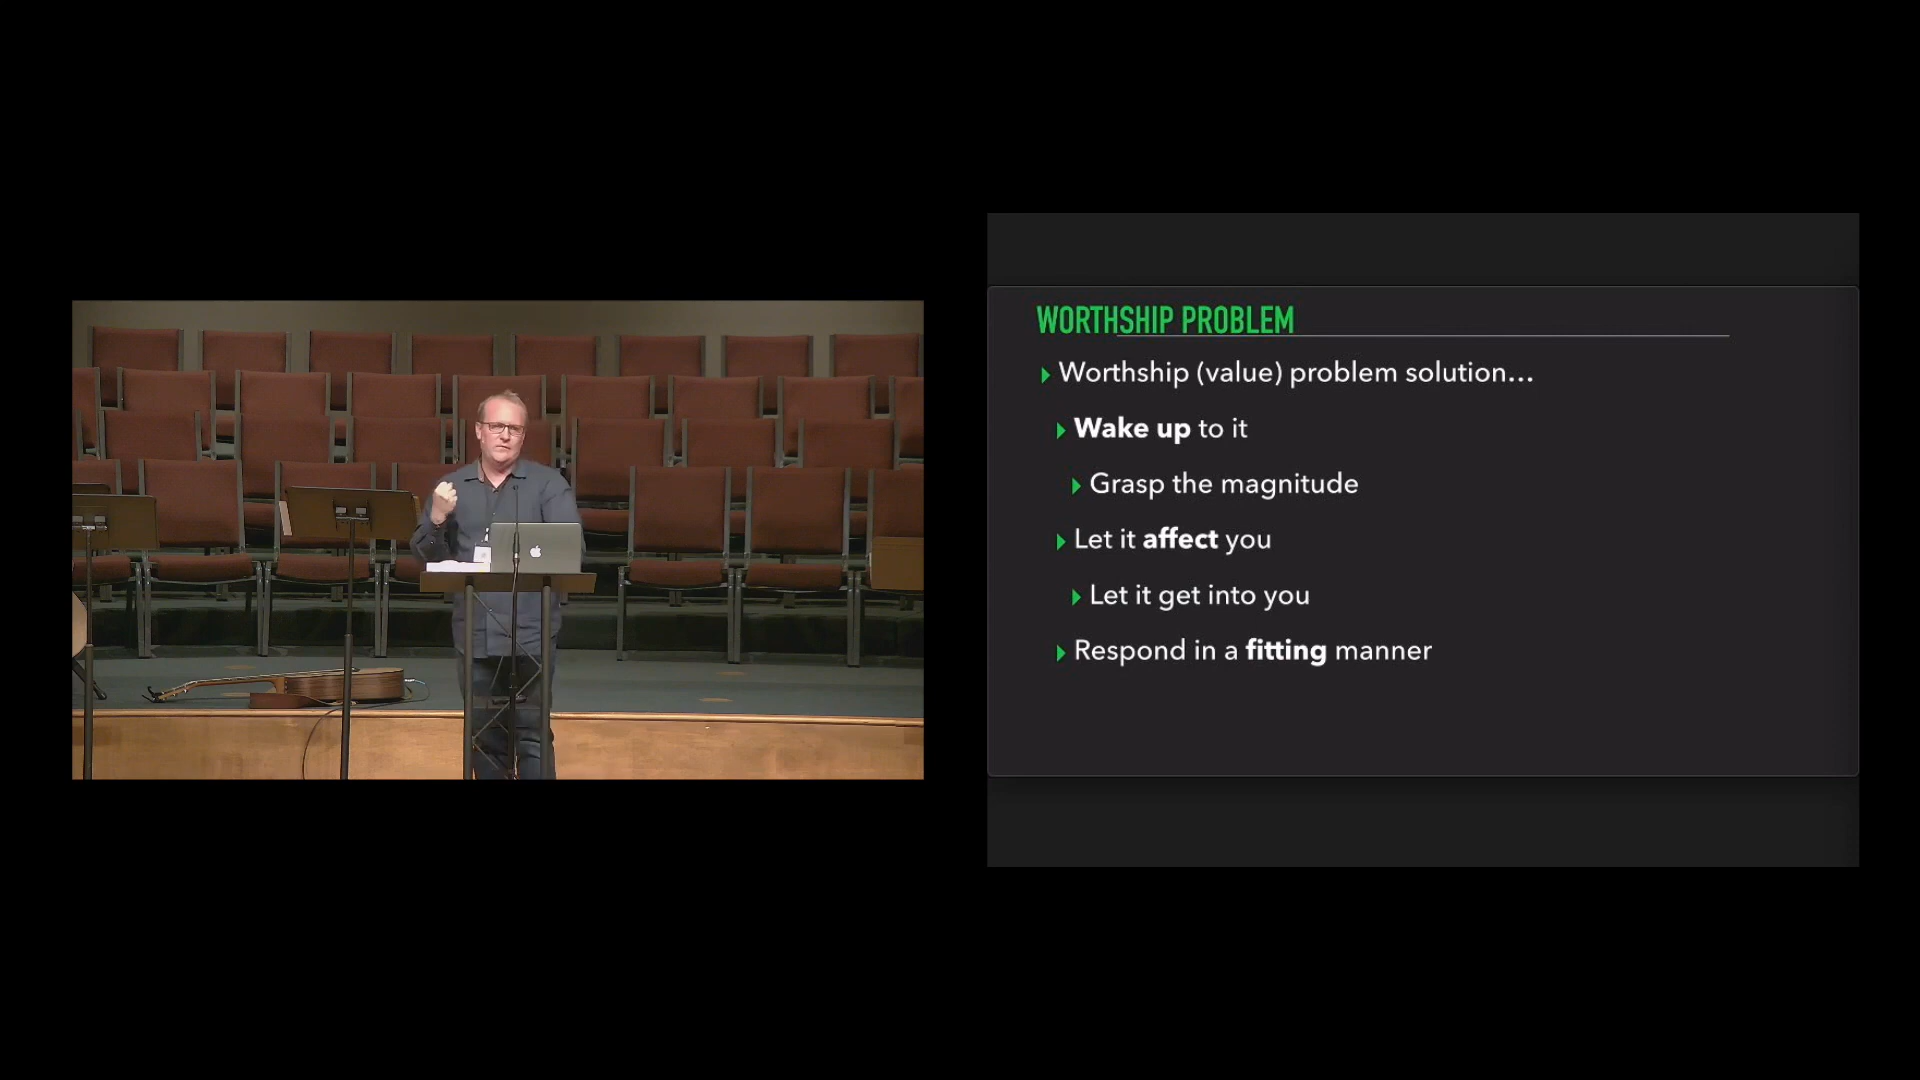 WORTHSHIP PROBLEM
Worthship (value) problem solution...
Wake up to it
Grasp the magnitude
Let it affect you
Let it get into you
Respond in a fitting manner